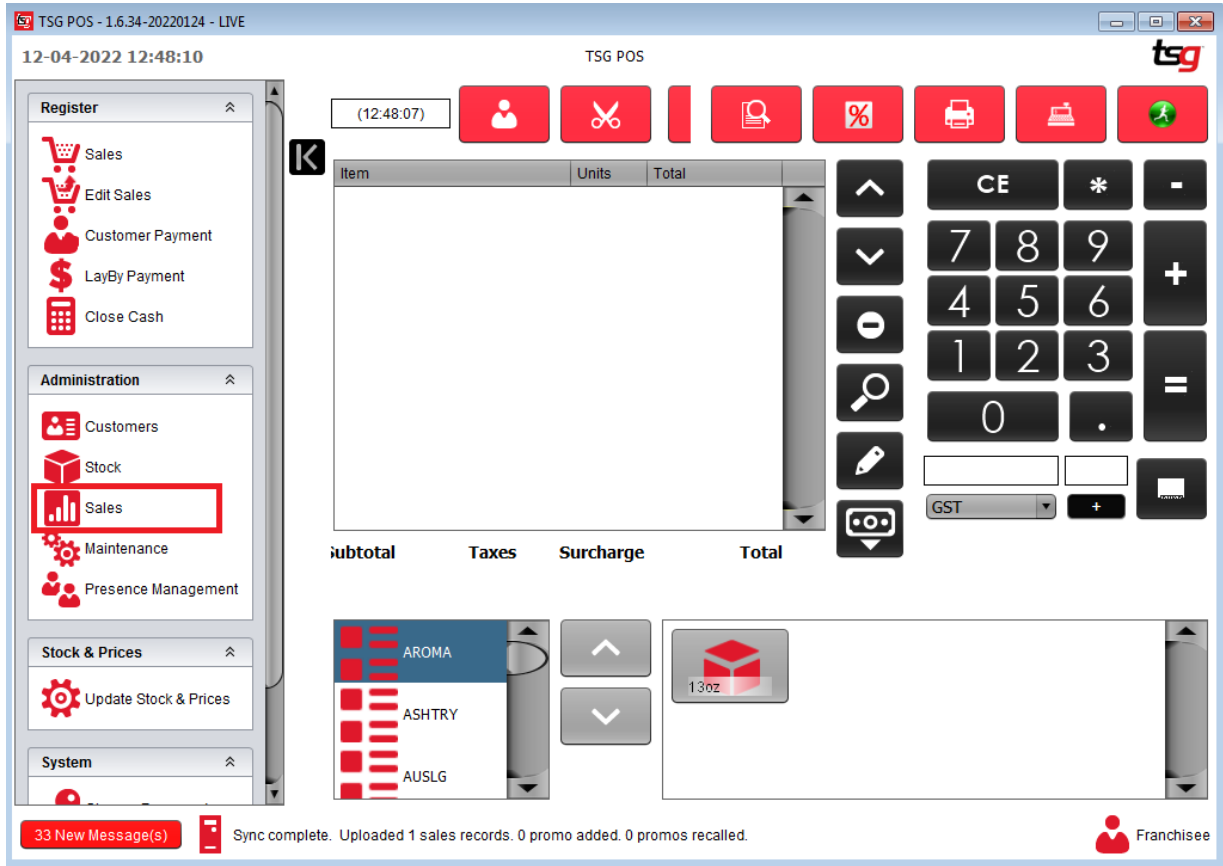 TSG POS - 1.6.34-20220124 - LIVE
12-04-2022 12:48:10
TSG POS
tsg
Register
Sales
Edit Sales
Customer Payment
LayBy Payment
Close Cash
Administration
Customers
Stock
Sales
Maintenance
Presence Management
Stock & Prices
Update Stock & Prices
System
(12:48:07)
%
Item Units Total
CE * -
7 8 9 +
4 5 6
1 2 3 =
0 .
GST +
Subtotal Taxes Surcharge Total
AROMA
ASHTRY
AUSLG
13oz
33 New Message(s) Sync complete. Uploaded 1 sales records. 0 promo added. 0 promos recalled. Franchisee